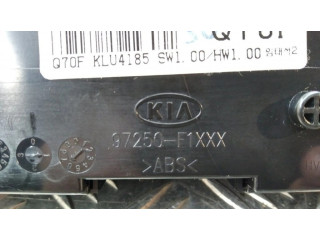 Q70F KLU4185 SW1.00/HW1.00
KIA
97250-F1XXX
>ABS<